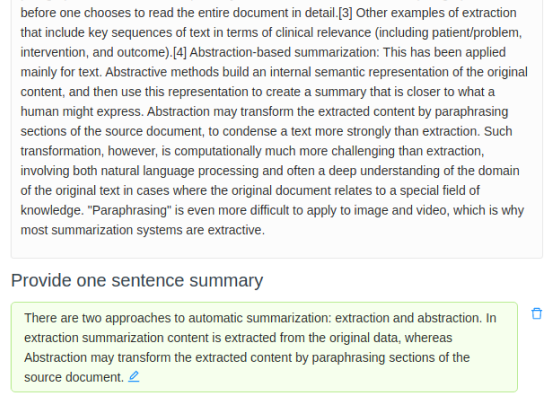 before one chooses to read the entire document in detail.[3] Other examples of extraction
that include key sequences of text in terms of clinical relevance (including patient/problem,
intervention, and outcome).[4] Abstraction-based summarization: This has been applied
mainly for text. Abstractive methods build an internal semantic representation of the original
content, and then use this representation to create a summary that is closer to what a
human might express. Abstraction may transform the extracted content by paraphrasing
sections of the source document, to condense a text more strongly than extraction. Such
transformation, however, is computationally much more challenging than extraction,
involving both natural language processing and often a deep understanding of the domain
of the original text in cases where the original document relates to a special field of
knowledge. "Paraphrasing" is even more difficult to apply to image and video, which is why
most summarization systems are extractive.
Provide one sentence summary
There are two approaches to automatic summarization: extraction and abstraction. In
extraction summarization content is extracted from the original data, whereas
Abstraction may transform the extracted content by paraphrasing sections of the
source document.